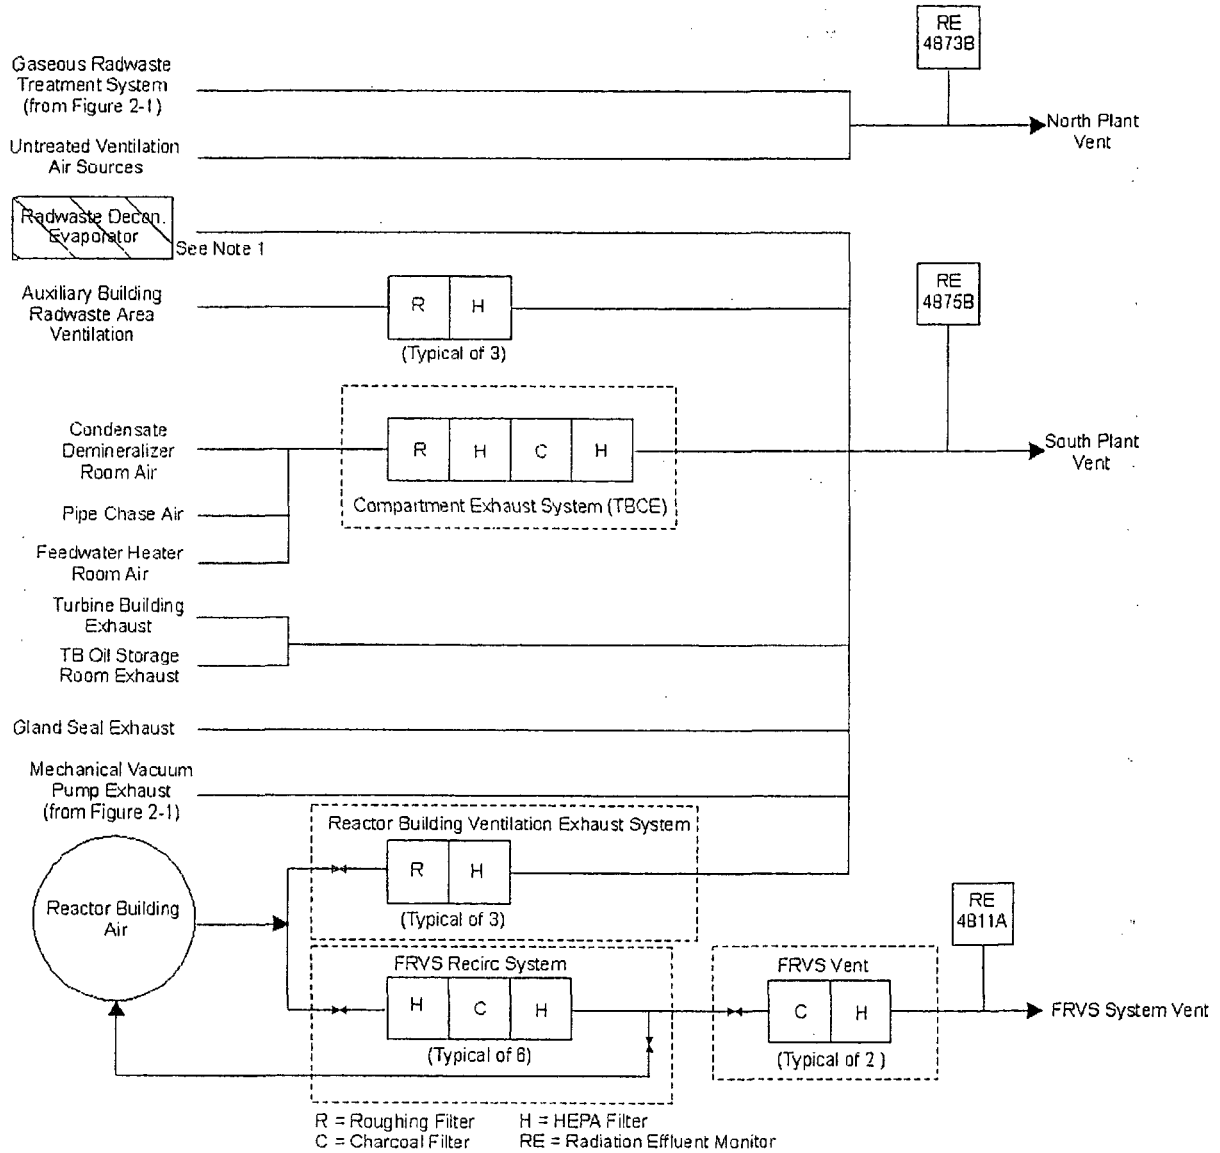 RE
4873B
Gaseous Radwaste
Treatment System
(from Figure 2-1)
North Plant
Vent
Untreated Ventilation
Air Sources
Radwaste Decon.
Evaporator
See Note 1
RE
4875B
Auxiliary Building
Radwaste Area
Ventilation
R H
(Typical of 3)
Condensate
Demineralizer
Room Air
R H C H
South Plant
Vent
Compartment Exhaust System (TBCE)
Pipe Chase Air
Feedwater Heater
Room Air
Turbine Building
Exhaust
TB Oil Storage
Room Exhaust
Gland Seal Exhaust
Mechanical Vacuum
Pump Exhaust
(from Figure 2-1)
Reactor Building Ventilation Exhaust System
R H
(Typical of 3)
Reactor Building
Air
RE
4811A
FRVS Recirc System
H C H
(Typical of 6)
FRVS Vent
C H
(Typical of 2 )
FRVS System Vent
R = Roughing Filter H = HEPA Filter
C = Charcoal Filter RE = Radiation Effluent Monitor